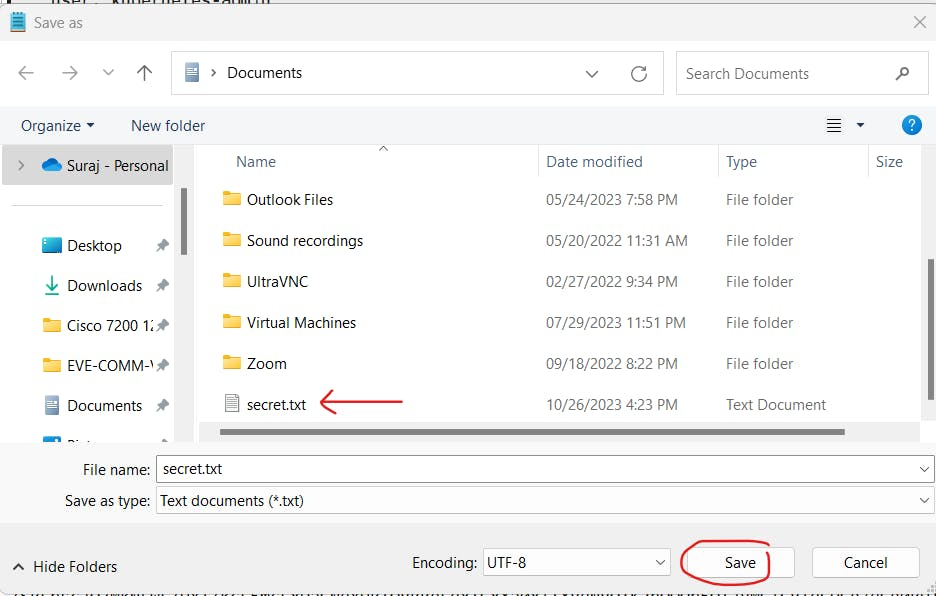 user: kubernetes-admin
Save as
Documents
Search Documents
Organize
New folder
?
Suraj - Personal
Name
Date modified
Type
Size
Outlook Files 05/24/2023 7:58 PM File folder
Desktop
Sound recordings 05/20/2022 11:31 AM File folder
Downloads
UltraVNC 02/27/2022 9:34 PM File folder
Cisco 7200 12
Virtual Machines 07/29/2023 11:51 PM File folder
EVE-COMM-V
Zoom 09/18/2022 8:22 PM File folder
Documents
secret.txt 10/26/2023 4:23 PM Text Document
File name: secret.txt
Save as type: Text documents (*.txt)
Hide Folders
Encoding: UTF-8
Save
Cancel